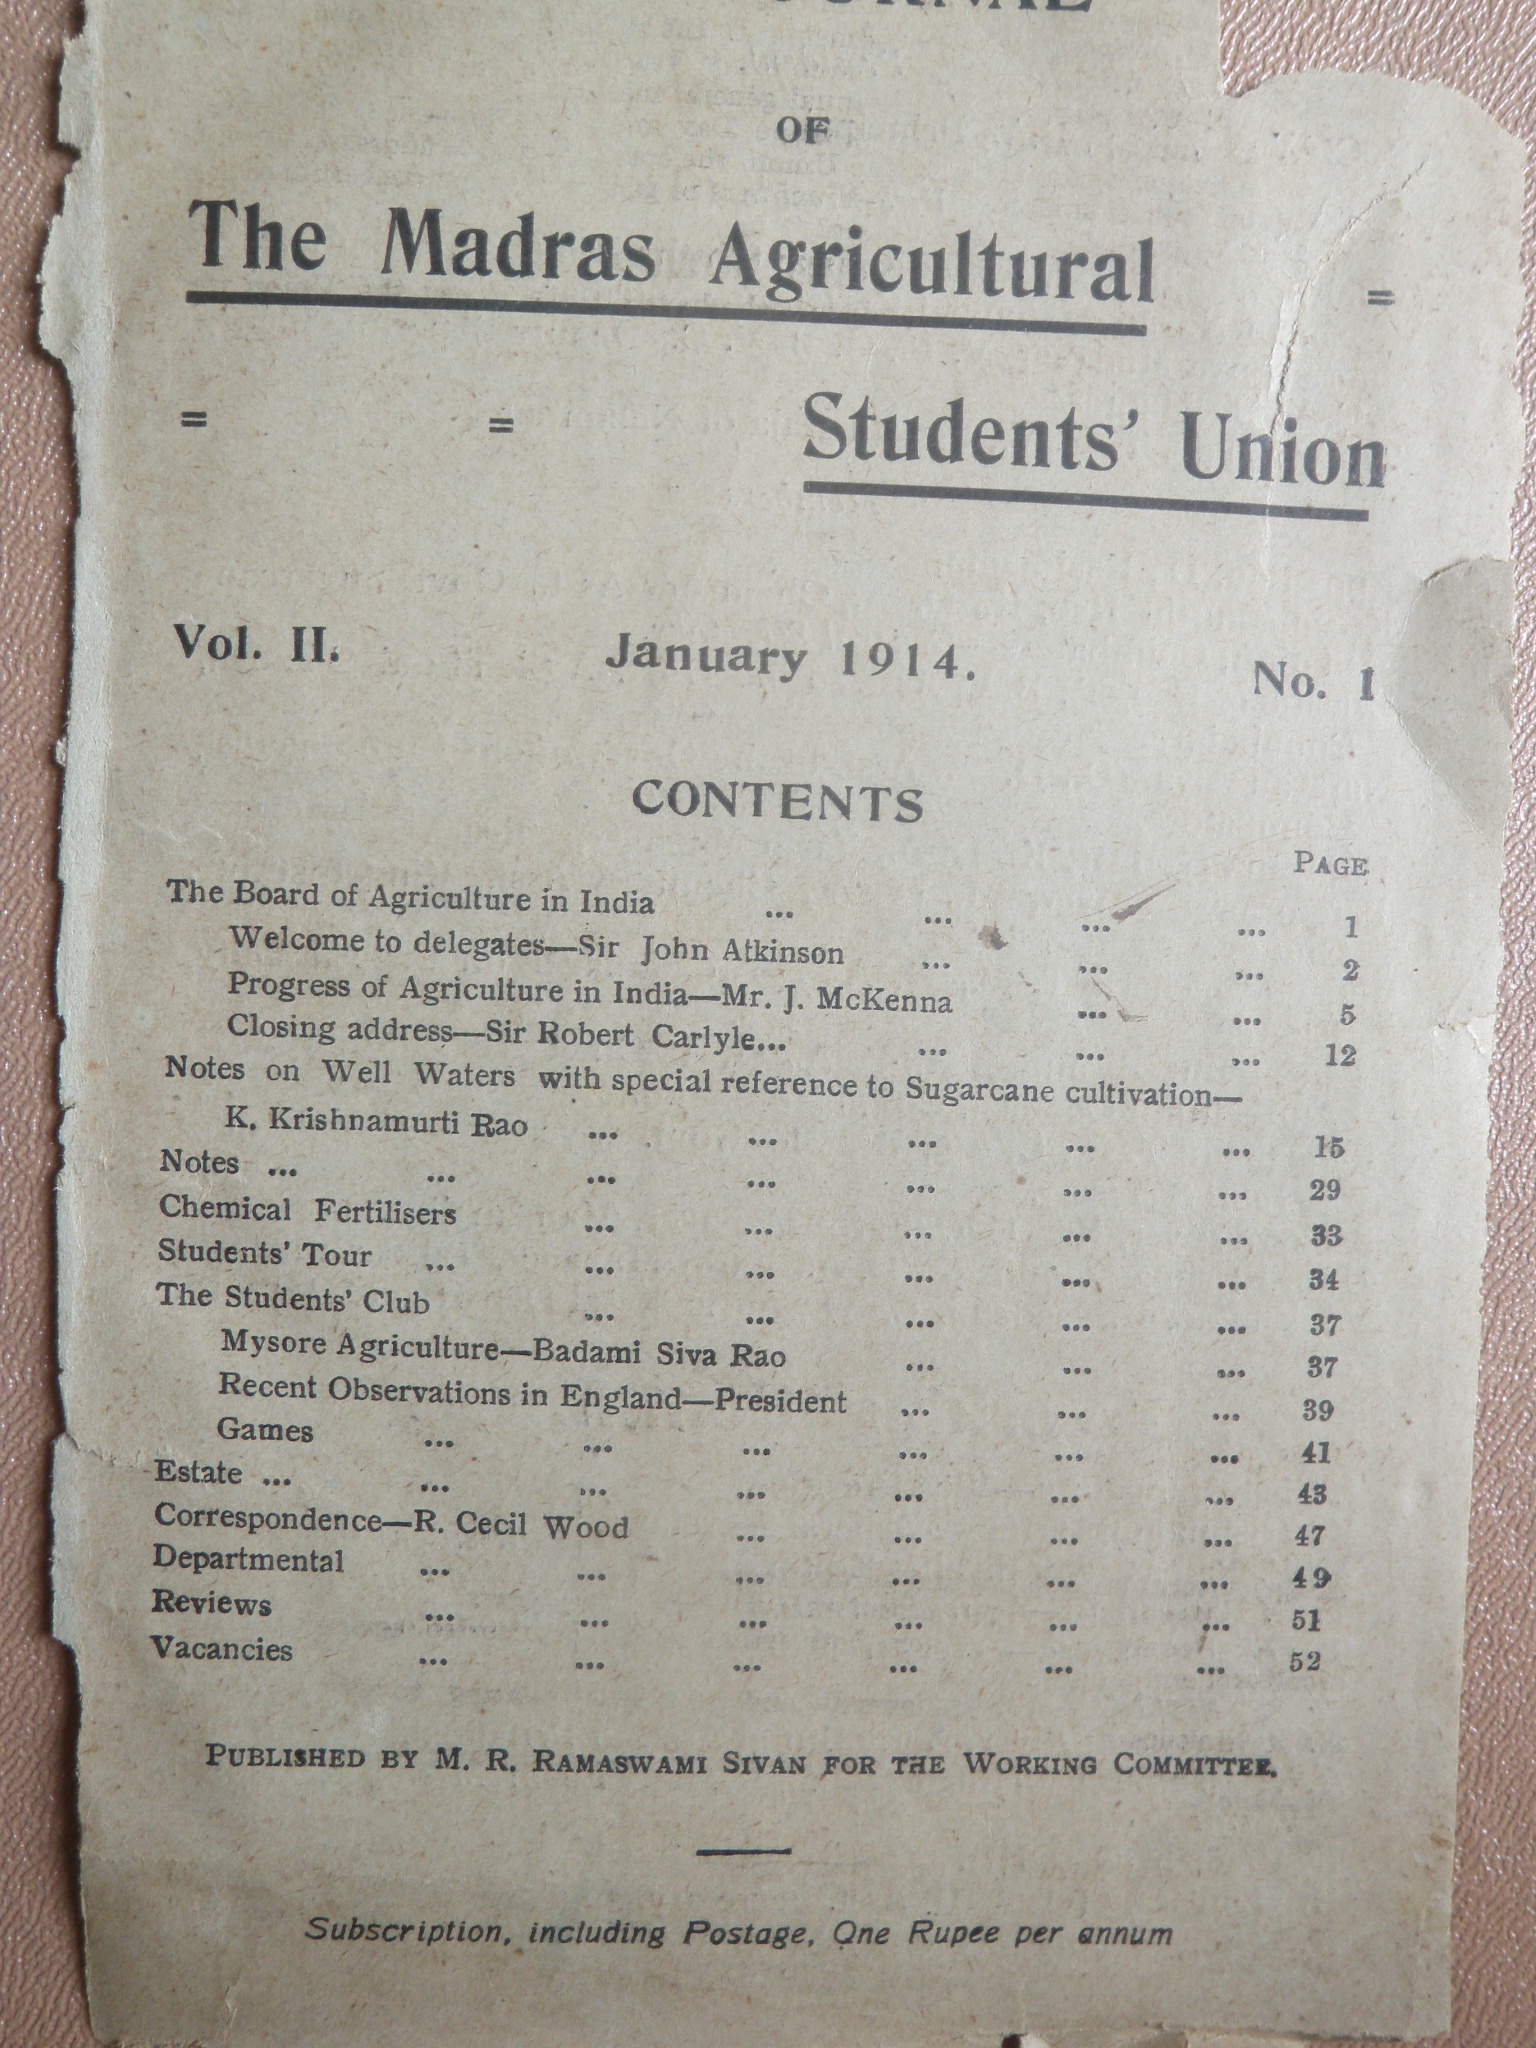 OF
The Madras Agricultural =
= = Students' Union
Vol. II. January 1914. No. 1
CONTENTS
PAGE
The Board of Agriculture in India ... ... ... ... 1
Welcome to delegates—Sir John Atkinson ... ... ... 2
Progress of Agriculture in India—Mr. J. McKenna ... ... 5
Closing address—Sir Robert Carlyle... ... ... ... 12
Notes on Well Waters with special reference to Sugarcane cultivation—
K. Krishnamurti Rao ... ... ... ... ... 15
Notes ... ... ... ... ... ... ... 29
Chemical Fertilisers ... ... ... ... ... 33
Students' Tour ... ... ... ... ... ... 34
The Students' Club ... ... ... ... ... 37
Mysore Agriculture—Badami Siva Rao ... ... ... 37
Recent Observations in England—President ... ... ... 39
Games ... ... ... ... ... ... 41
Estate ... ... ... ... ... ... ... 43
Correspondence—R. Cecil Wood ... ... ... ... 47
Departmental ... ... ... ... ... ... 49
Reviews ... ... ... ... ... ... 51
Vacancies ... ... ... ... ... ... 52
PUBLISHED BY M. R. RAMASWAMI SIVAN FOR THE WORKING COMMITTEE.
Subscription, including Postage, One Rupee per annum